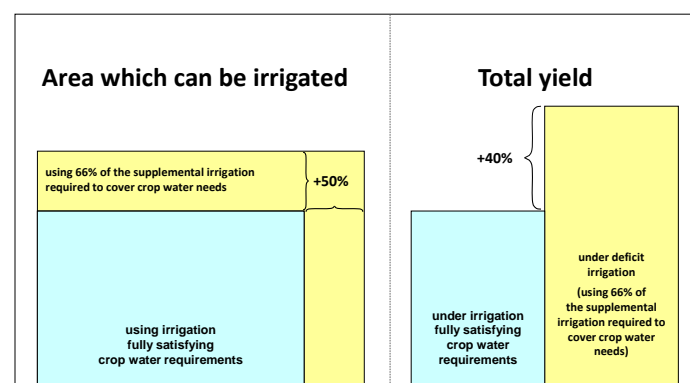 Area which can be irrigated
using 66% of the supplemental irrigation
required to cover crop water needs
+50%
using irrigation
fully satisfying
crop water requirements
Total yield
+40%
under irrigation
fully satisfying
crop water
requirements
under deficit
irrigation
(using 66% of
the supplemental
irrigation required to
cover crop water
needs)